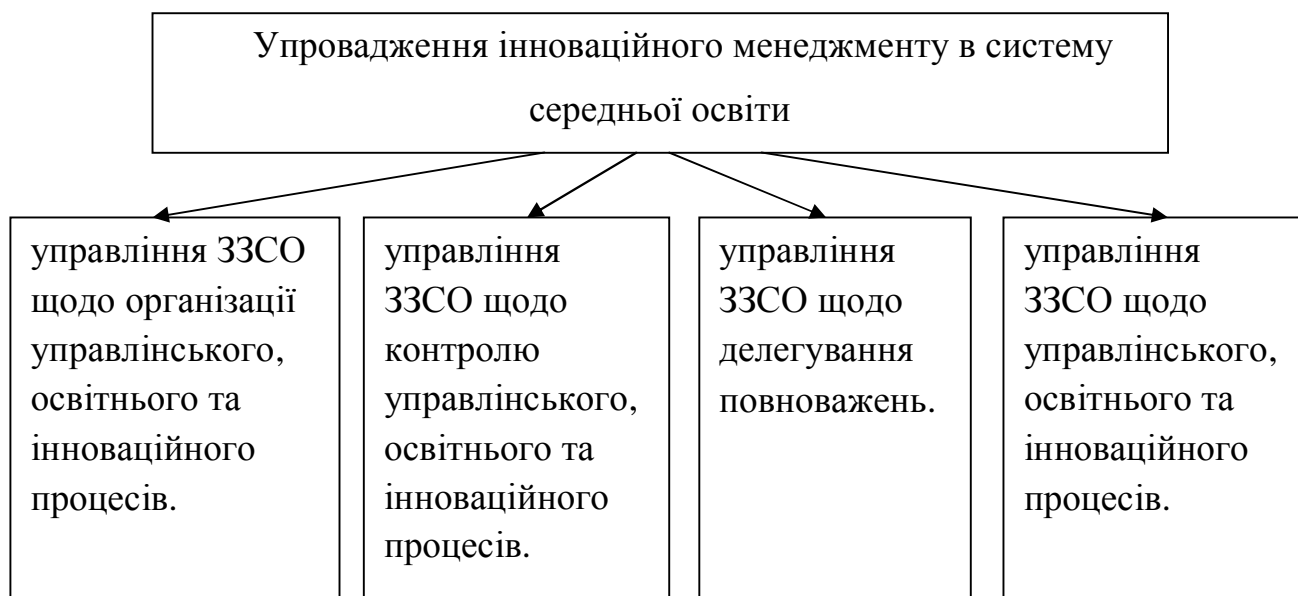 Упровадження інноваційного менеджменту в систему
середньої освіти
управління ЗЗСО
щодо організації
управлінського,
освітнього та
інноваційного
процесів.
управління
ЗЗСО щодо
контролю
управлінського,
освітнього та
інноваційного
процесів.
управління
ЗЗСО щодо
делегування
повноважень.
управління
ЗЗСО щодо
управлінського,
освітнього та
інноваційного
процесів.